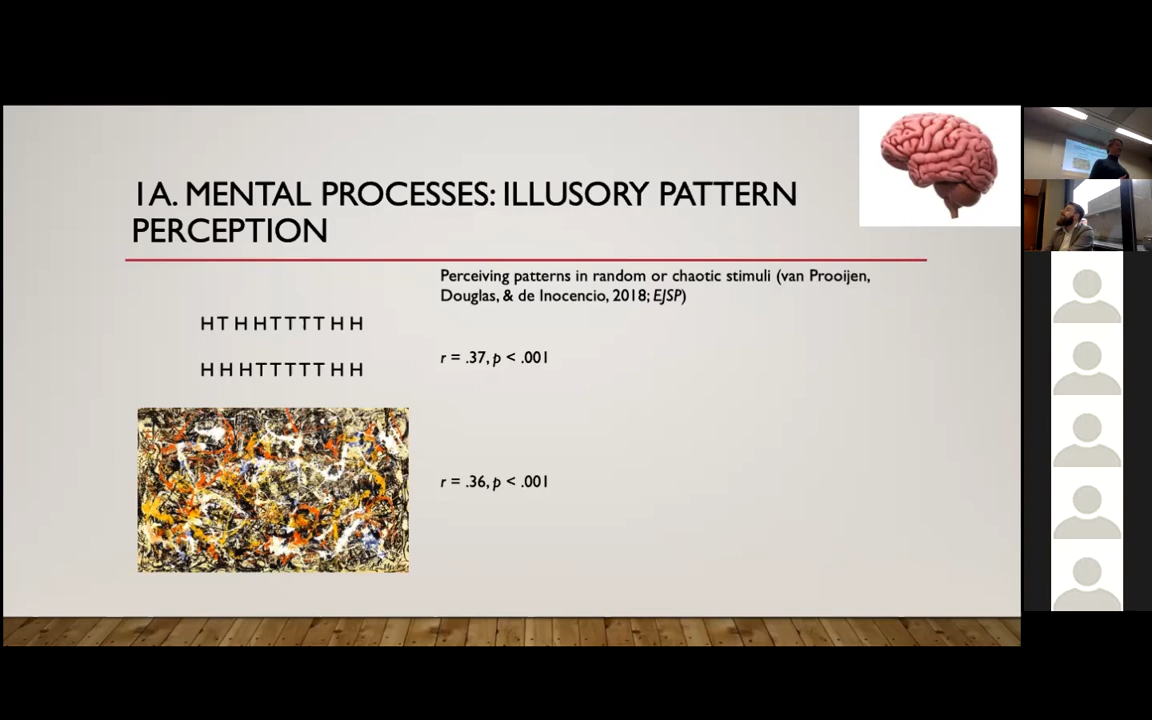 1A. MENTAL PROCESSES: ILLUSORY PATTERN
PERCEPTION
Perceiving patterns in random or chaotic stimuli (van Prooijen,
Douglas, & de Inocencio, 2018; EJSP)
H T H H T T T T H H
r = .37, p < .001
H H H T T T T T H H
r = .36, p < .001